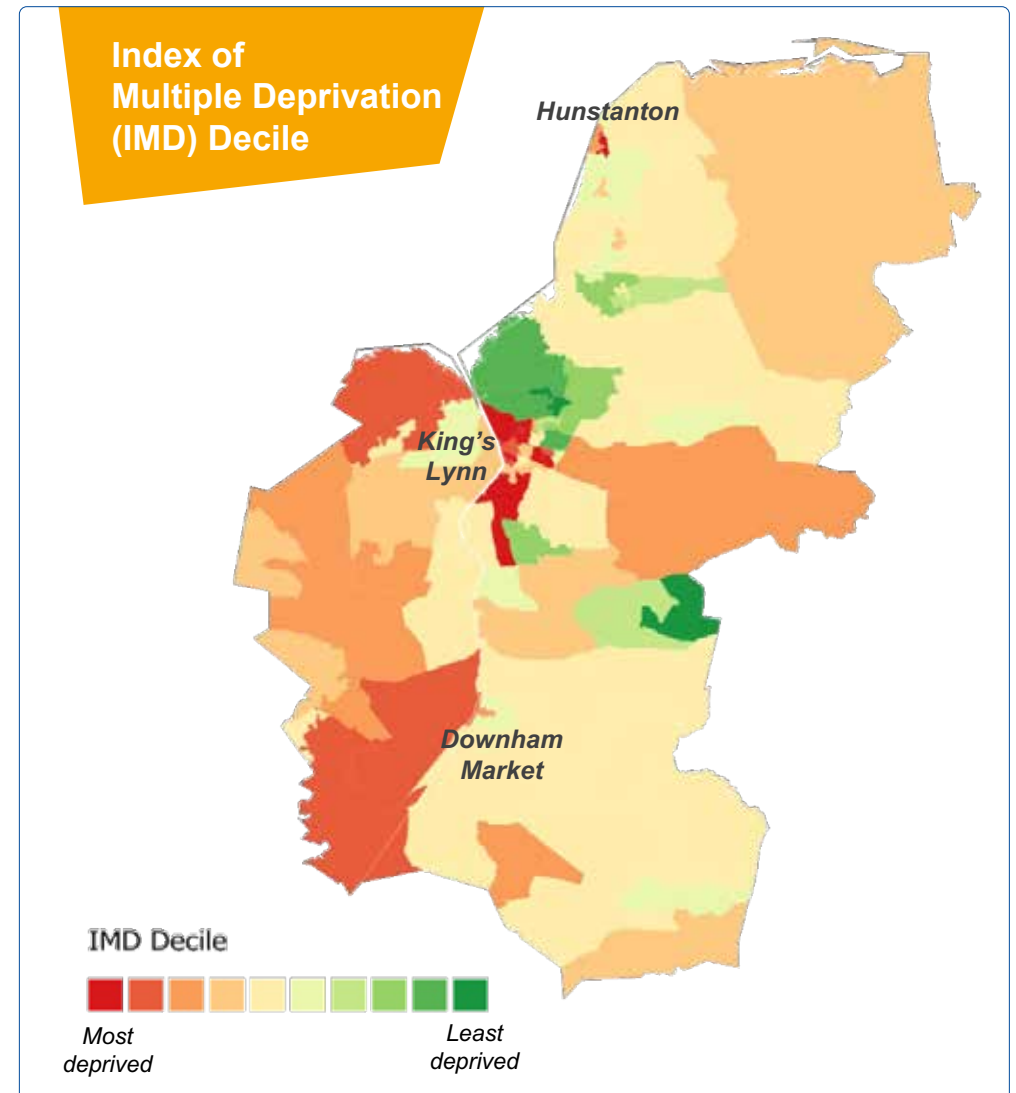 Index of
Multiple Deprivation
(IMD) Decile
Hunstanton
King's
Lynn
Downham
Market
IMD Decile
Most
deprived
Least
deprived